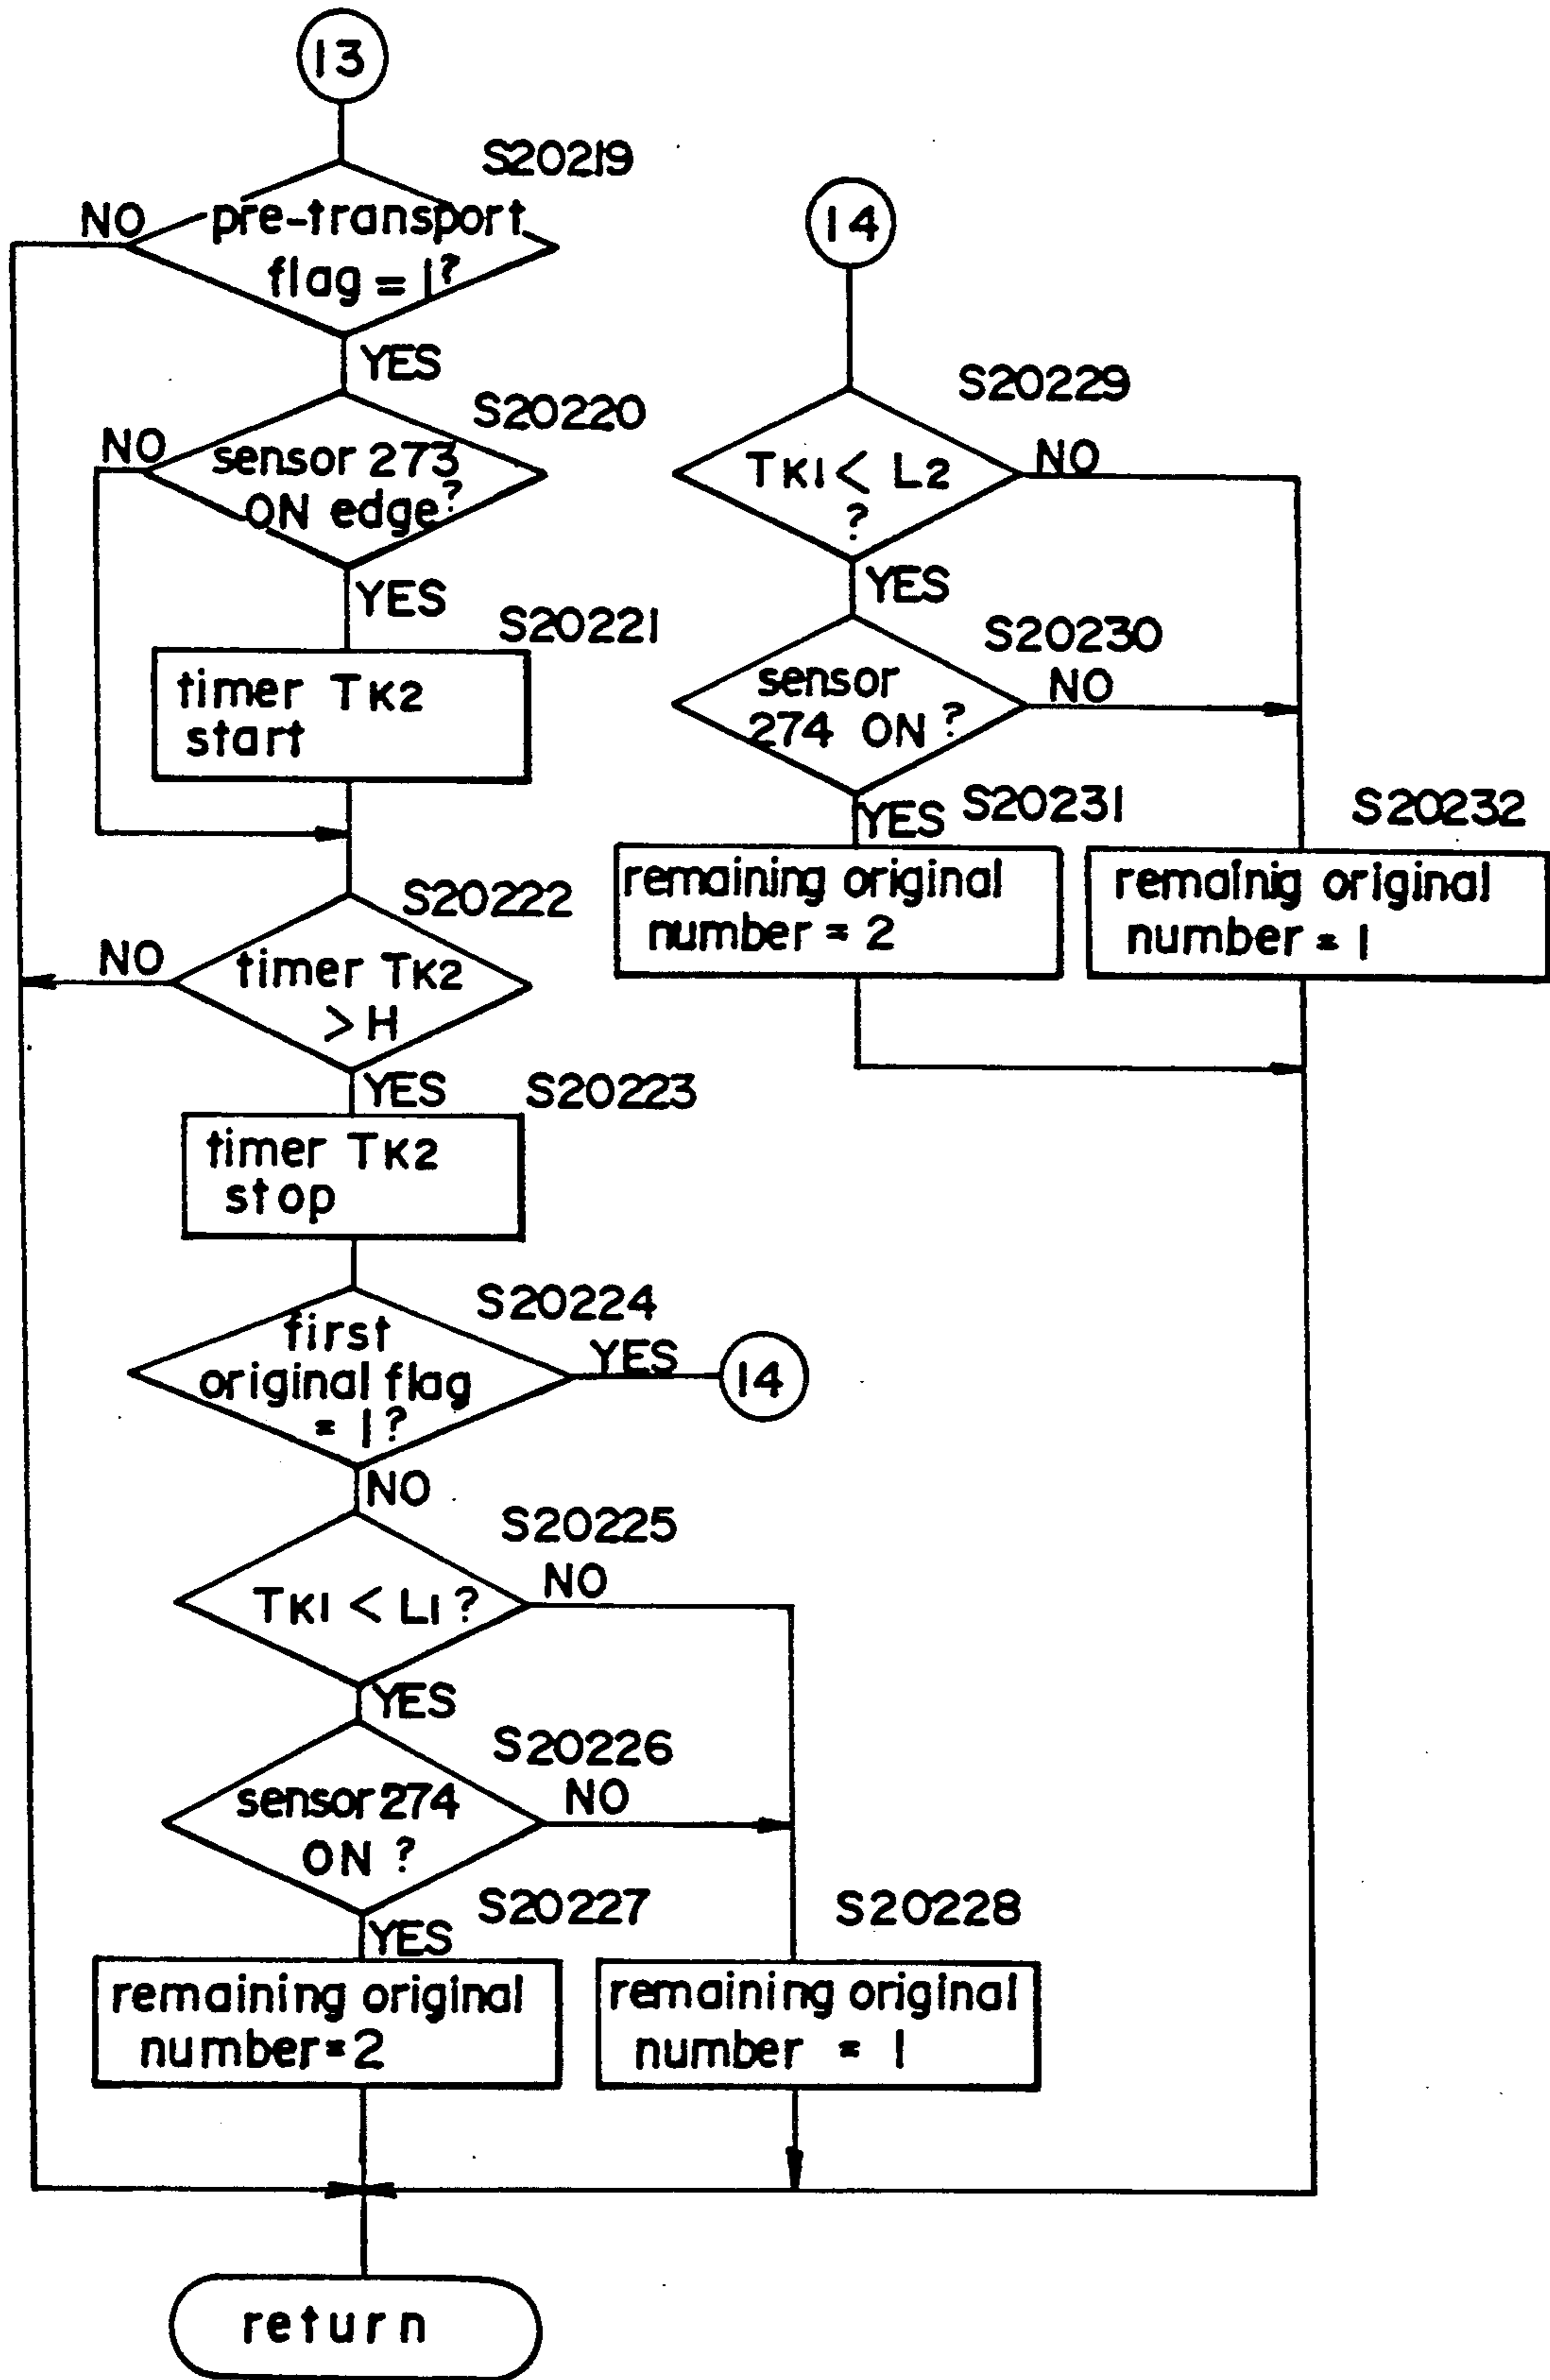 13
S20219
NO
pre-transport
flag = 1?
YES
S20220
NO
sensor 273
ON edge?
YES
S20221
timer TK2
start
S20222
NO
timer TK2
> H
YES
S20223
timer TK2
stop
S20224
first
original flag
= 1?
YES
14
NO
S20225
TK1 < L1 ?
NO
YES
S20226
sensor 274
ON ?
NO
YES
S20227
remaining original
number = 2
S20228
remaining original
number = 1
return
14
S20229
TK1 < L2
?
NO
YES
S20230
sensor
274 ON ?
NO
YES
S20231
remaining original
number = 2
S20232
remainig original
number = 1